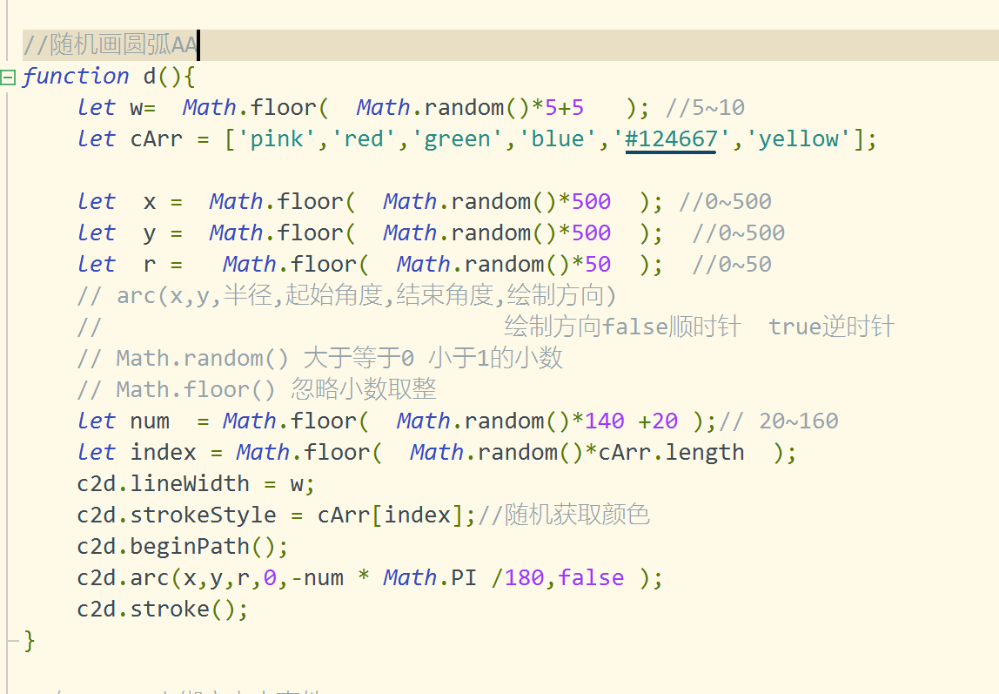 //随机画圆弧AA
function d(){
let w=  Math.floor(  Math.random()*5+5   ); //5~10
let cArr = ['pink','red','green','blue','#124667','yellow'];
let  x =  Math.floor(  Math.random()*500  ); //0~500
let  y =  Math.floor(  Math.random()*500  );  //0~500
let  r =   Math.floor(  Math.random()*50  );  //0~50
// arc(x,y,半径,起始角度,结束角度,绘制方向)
//                              绘制方向false顺时针  true逆时针
// Math.random() 大于等于0 小于1的小数
// Math.floor() 忽略小数取整
let num  = Math.floor(  Math.random()*140 +20 );// 20~160
let index = Math.floor(  Math.random()*cArr.length  );
c2d.lineWidth = w;
c2d.strokeStyle = cArr[index];//随机获取颜色
c2d.beginPath();
c2d.arc(x,y,r,0,-num * Math.PI /180,false );
c2d.stroke();
}